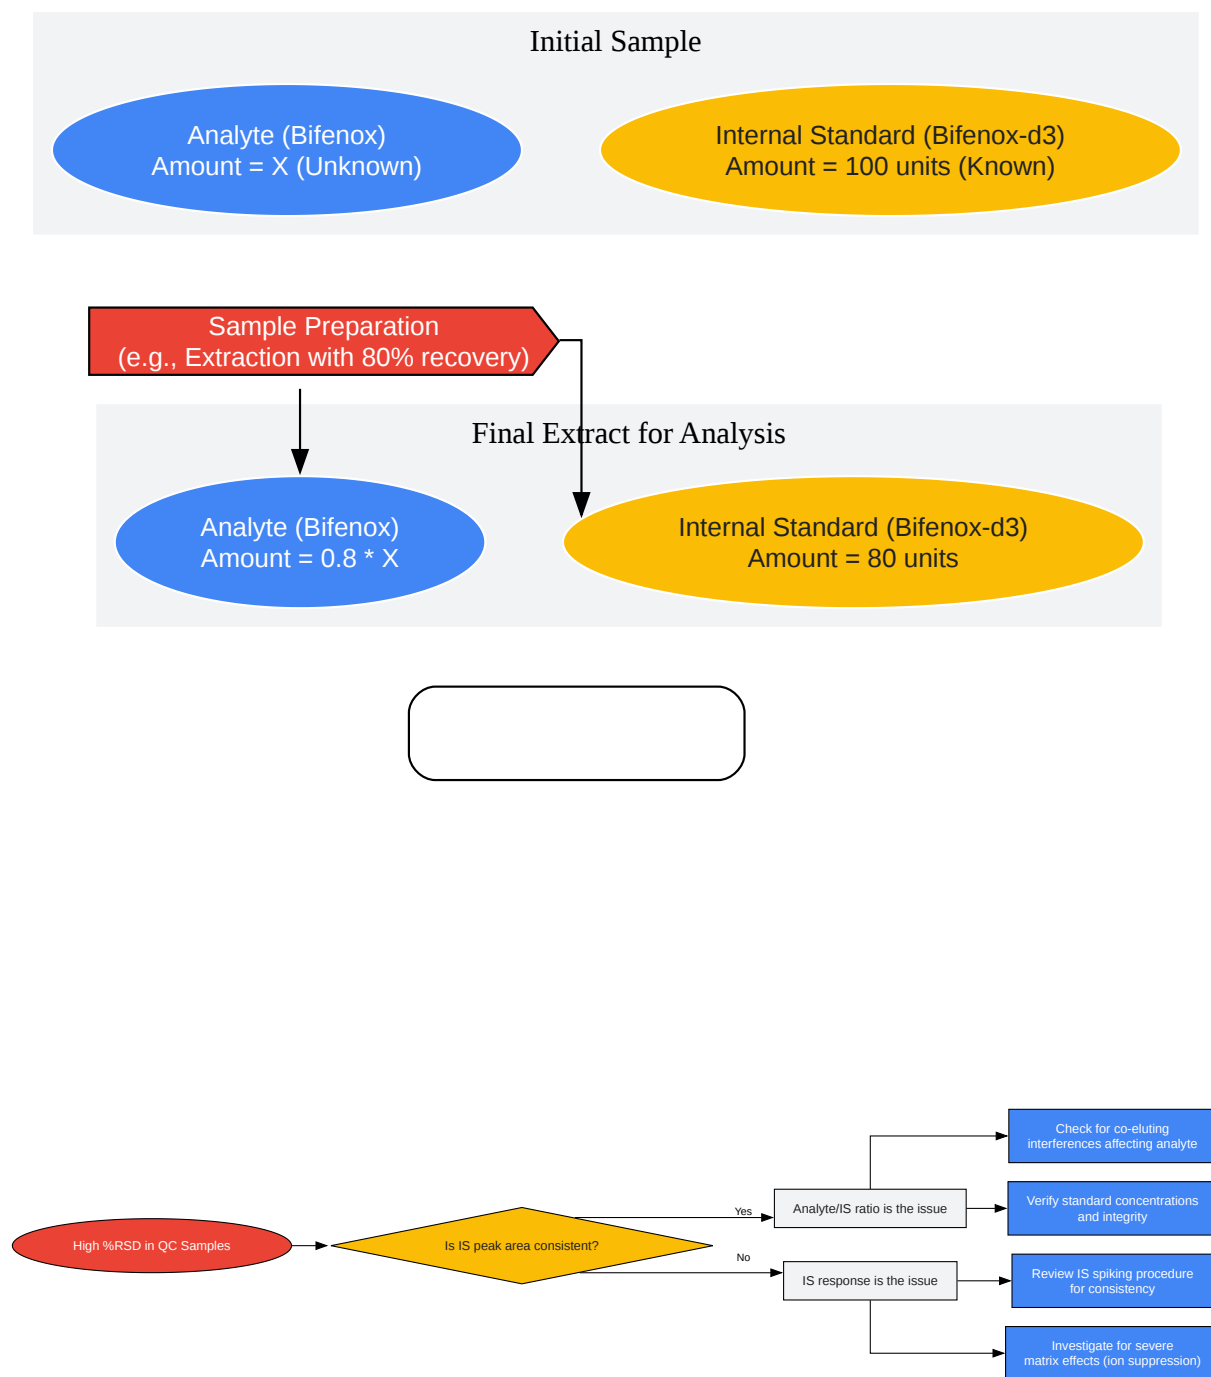 Initial Sample
Analyte (Bifenox)
Amount = X (Unknown)
Internal Standard (Bifenox-d3)
Amount = 100 units (Known)
Sample Preparation
(e.g., Extraction with 80% recovery)
Final Extract for Analysis
Analyte (Bifenox)
Amount = 0.8 * X
Internal Standard (Bifenox-d3)
Amount = 80 units
High %RSD in QC Samples
Is IS peak area consistent?
Yes
No
Analyte/IS ratio is the issue
IS response is the issue
Check for co-eluting
interferences affecting analyte
Verify standard concentrations
and integrity
Review IS spiking procedure
for consistency
Investigate for severe
matrix effects (ion suppression)